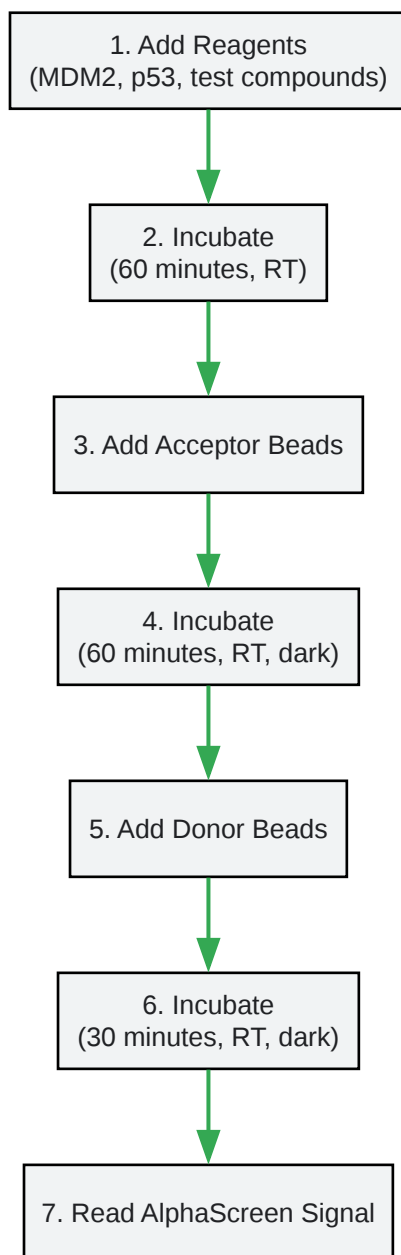 1. Add Reagents
(MDM2, p53, test compounds)
2. Incubate
(60 minutes, RT)
3. Add Acceptor Beads
4. Incubate
(60 minutes, RT, dark)
5. Add Donor Beads
6. Incubate
(30 minutes, RT, dark)
7. Read AlphaScreen Signal